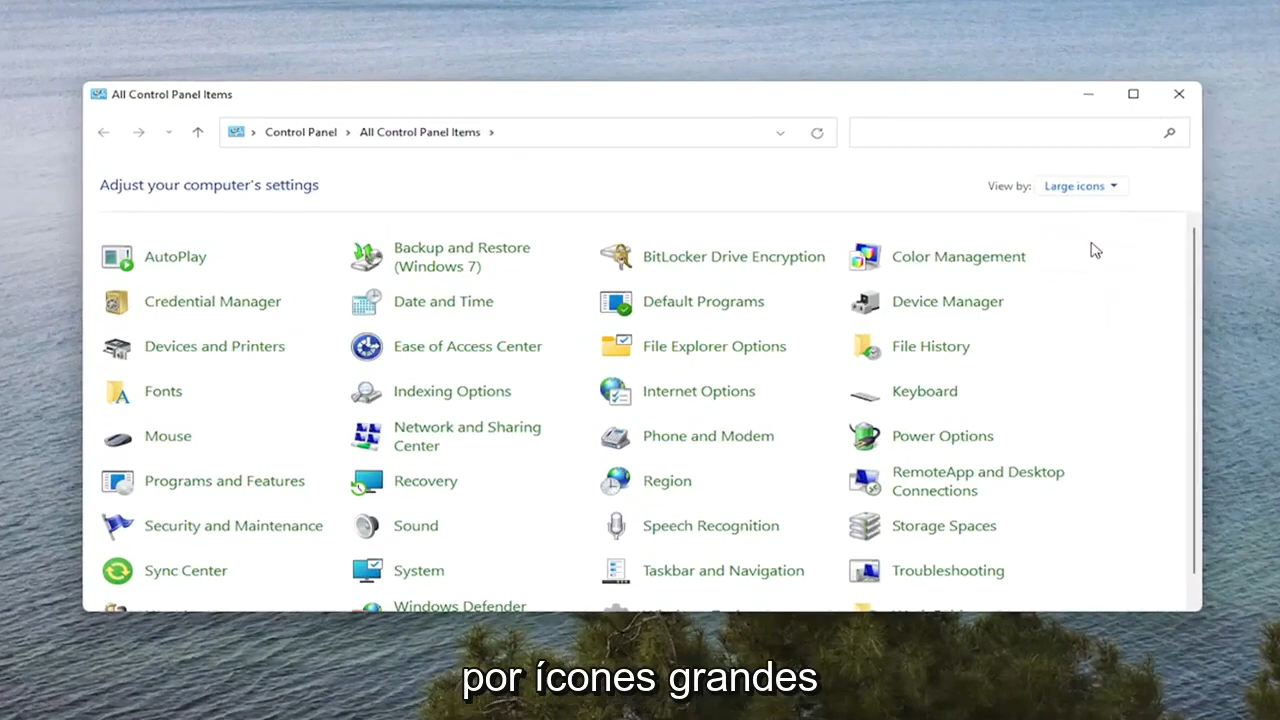 All Control Panel Items
Control Panel
All Control Panel Items
Adjust your computer's settings
View by: Large icons
AutoPlay
Backup and Restore
(Windows 7)
BitLocker Drive Encryption
Color Management
Credential Manager
Date and Time
Default Programs
Device Manager
Devices and Printers
Ease of Access Center
File Explorer Options
File History
Fonts
Indexing Options
Internet Options
Keyboard
Mouse
Network and Sharing
Center
Phone and Modem
Power Options
Programs and Features
Recovery
Region
RemoteApp and Desktop
Connections
Security and Maintenance
Sound
Speech Recognition
Storage Spaces
Sync Center
System
Taskbar and Navigation
Troubleshooting
Windows Defender
por ícones grandes